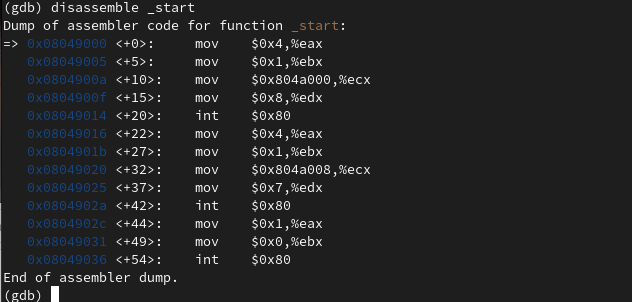 (gdb) disassemble _start
Dump of assembler code for function _start:
=> 0x08049000 <+0>:     mov    $0x4,%eax
   0x08049005 <+5>:     mov    $0x1,%ebx
   0x0804900a <+10>:    mov    $0x804a000,%ecx
   0x0804900f <+15>:    mov    $0x8,%edx
   0x08049014 <+20>:    int    $0x80
   0x08049016 <+22>:    mov    $0x4,%eax
   0x0804901b <+27>:    mov    $0x1,%ebx
   0x08049020 <+32>:    mov    $0x804a008,%ecx
   0x08049025 <+37>:    mov    $0x7,%edx
   0x0804902a <+42>:    int    $0x80
   0x0804902c <+44>:    mov    $0x1,%eax
   0x08049031 <+49>:    mov    $0x0,%ebx
   0x08049036 <+54>:    int    $0x80
End of assembler dump.
(gdb)